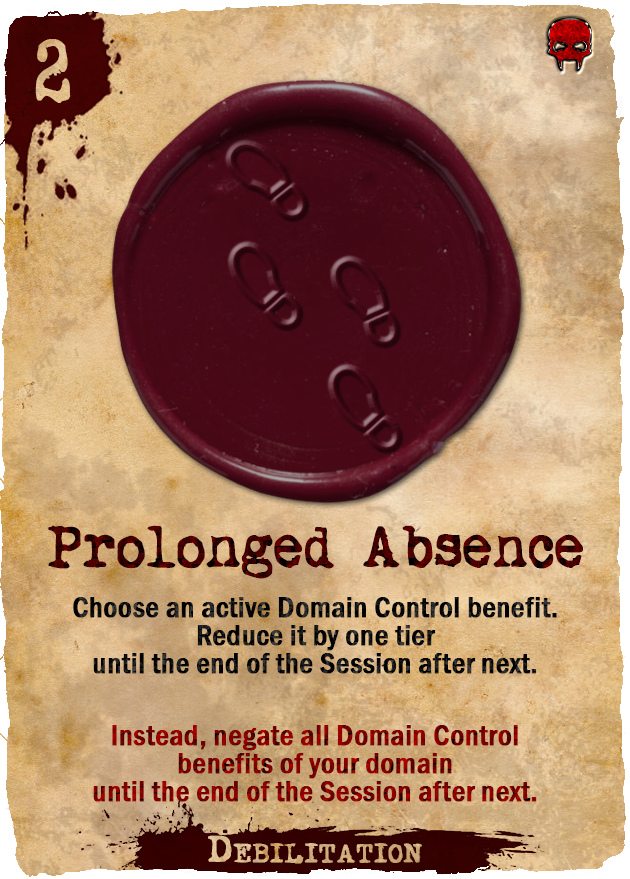 2
Prolonged Absence
Choose an active Domain Control benefit.
Reduce it by one tier
until the end of the Session after next.
Instead, negate all Domain Control
benefits of your domain
until the end of the Session after next.
Debilitation